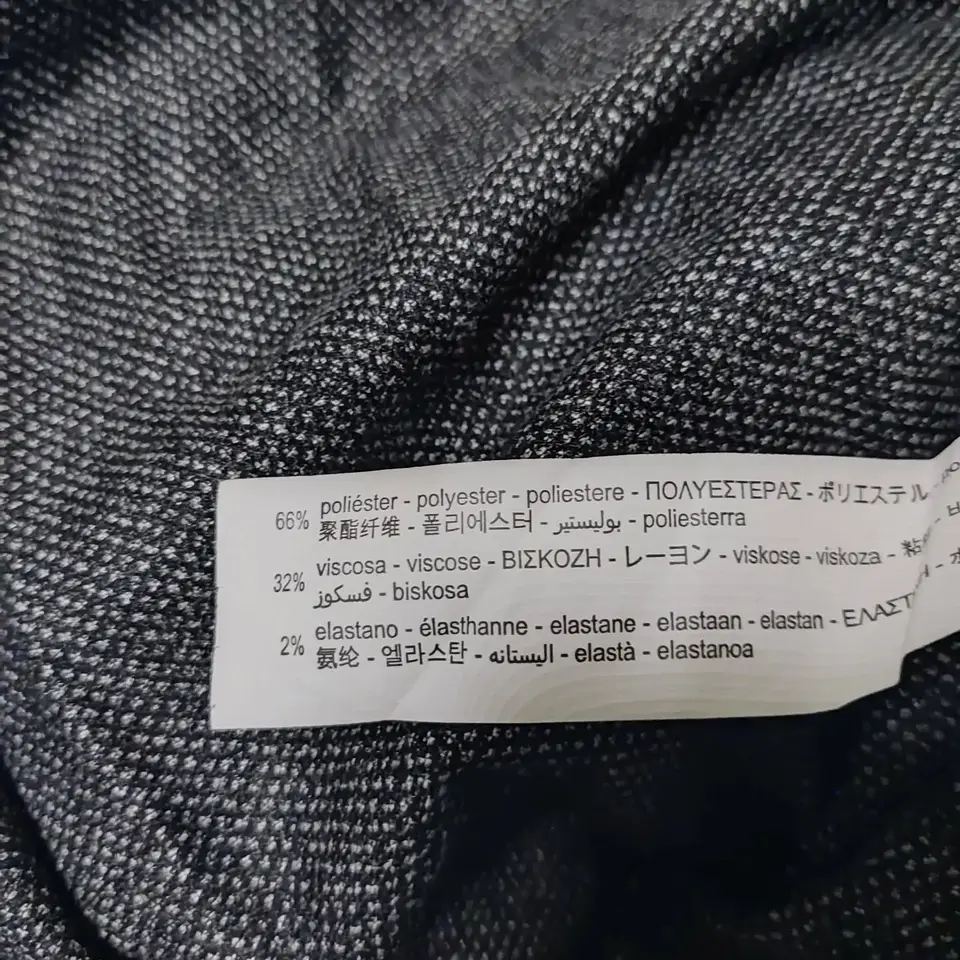 66% poliéster - polyester - poliestere - ΠΟΛΥΕΣΤΕΡΑΣ - ポリエステル -
聚酯纤维 - 폴리에스터 - بوليستير - poliesterra
32% viscosa - viscose - ΒΙΣΚΟΖΗ - レーヨン - viskose - viskoza -
فسكوز - biskosa
2% elastano - élasthanne - elastane - elastaan - elastan -
氨纶 - 엘라스탄 - اليستانه - elastà - elastanoa